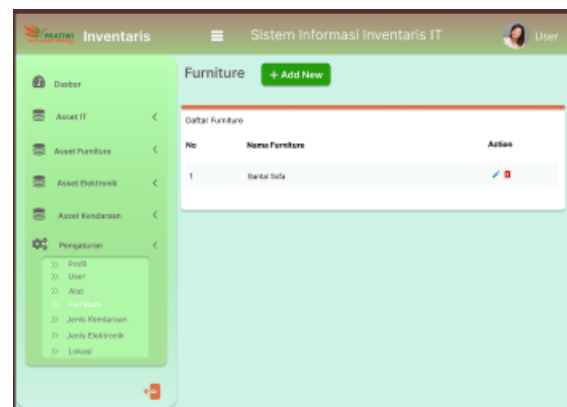 PRATIWI Inventaris
Sistem Informasi Inventaris IT
User
Dasbor
Asset IT
Asset Furniture
Asset Elektronik
Asset Kendaraan
Pengaturan
Profil
User
Alat
Furniture
Jenis Kendaraan
Jenis Elektronik
Lokasi
Furniture
+ Add New
Daftar Furniture
No Nama Furniture Action
1 Bantal Sofa